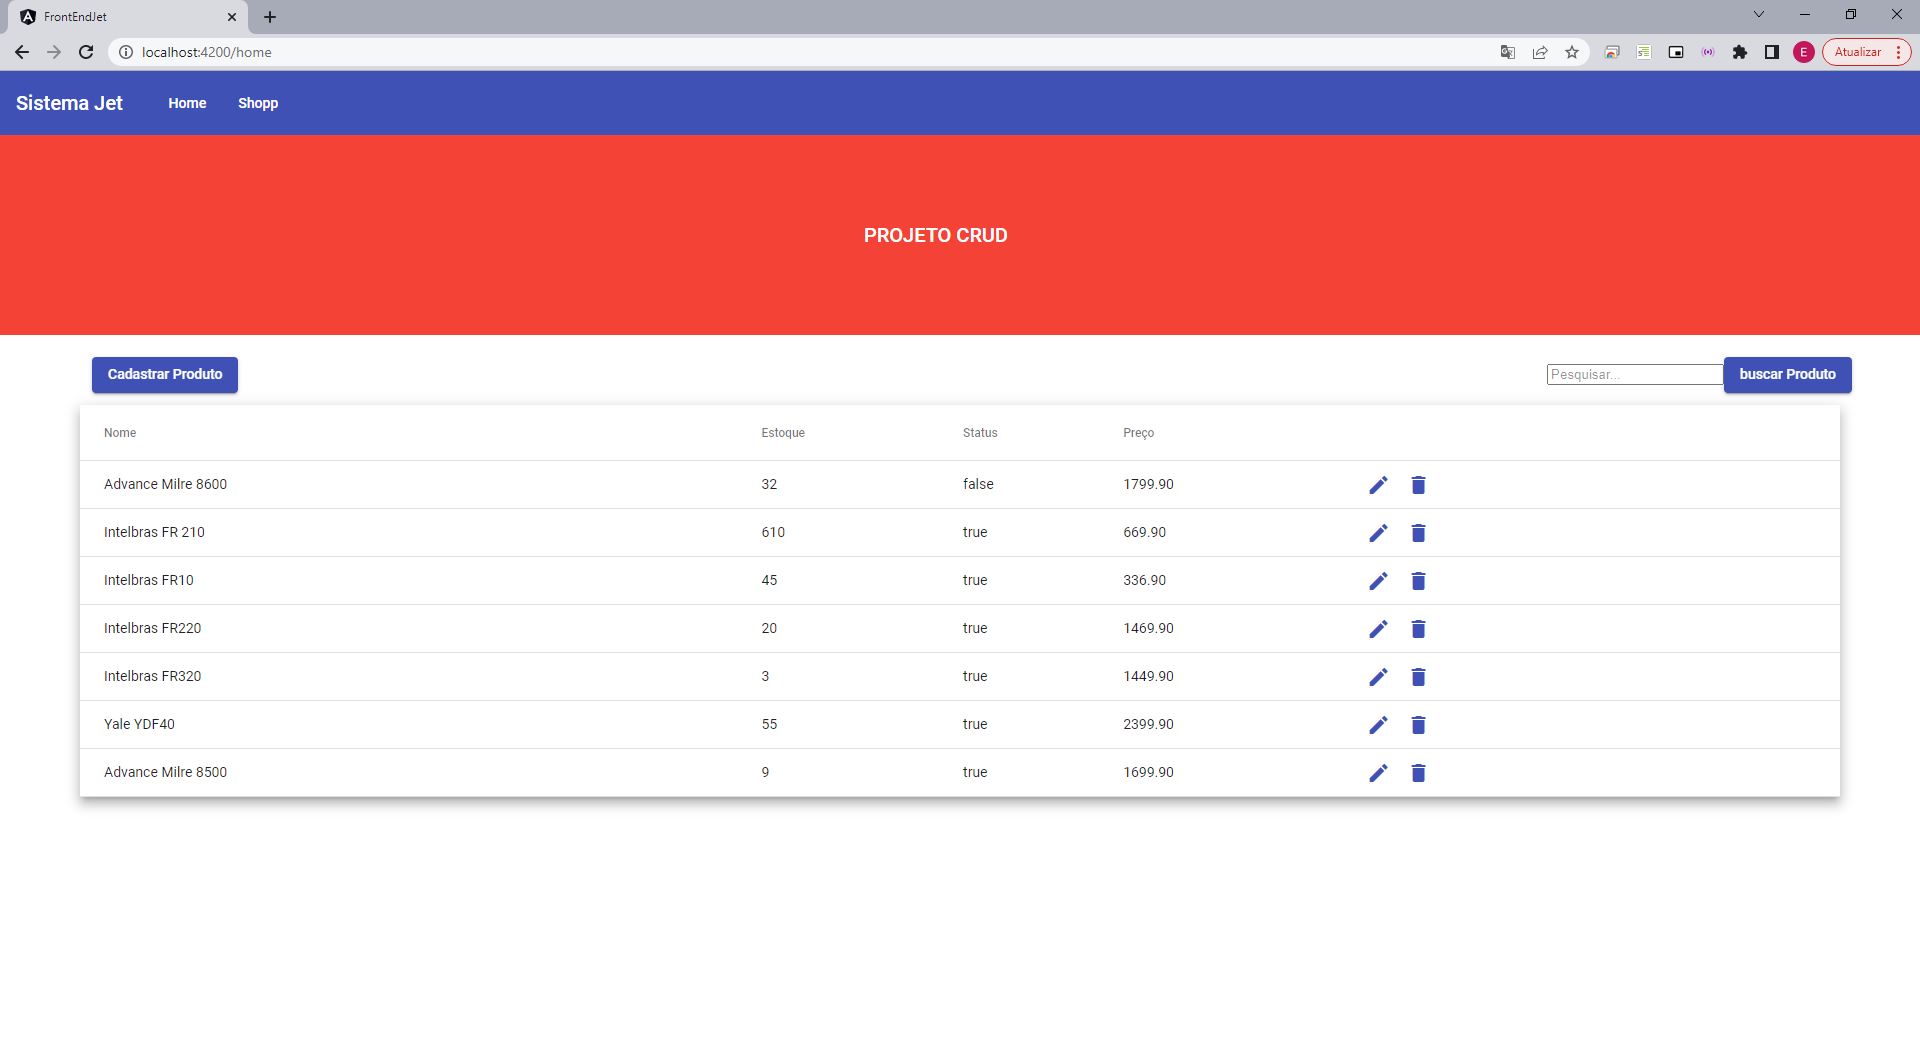 FrontEndJet
localhost:4200/home
E
Atualizar
Sistema Jet Home Shopp
PROJETO CRUD
Cadastrar Produto Pesquisar... buscar Produto
Nome Estoque Status Preço
Advance Milre 8600 32 false 1799.90
Intelbras FR 210 610 true 669.90
Intelbras FR10 45 true 336.90
Intelbras FR220 20 true 1469.90
Intelbras FR320 3 true 1449.90
Yale YDF40 55 true 2399.90
Advance Milre 8500 9 true 1699.90